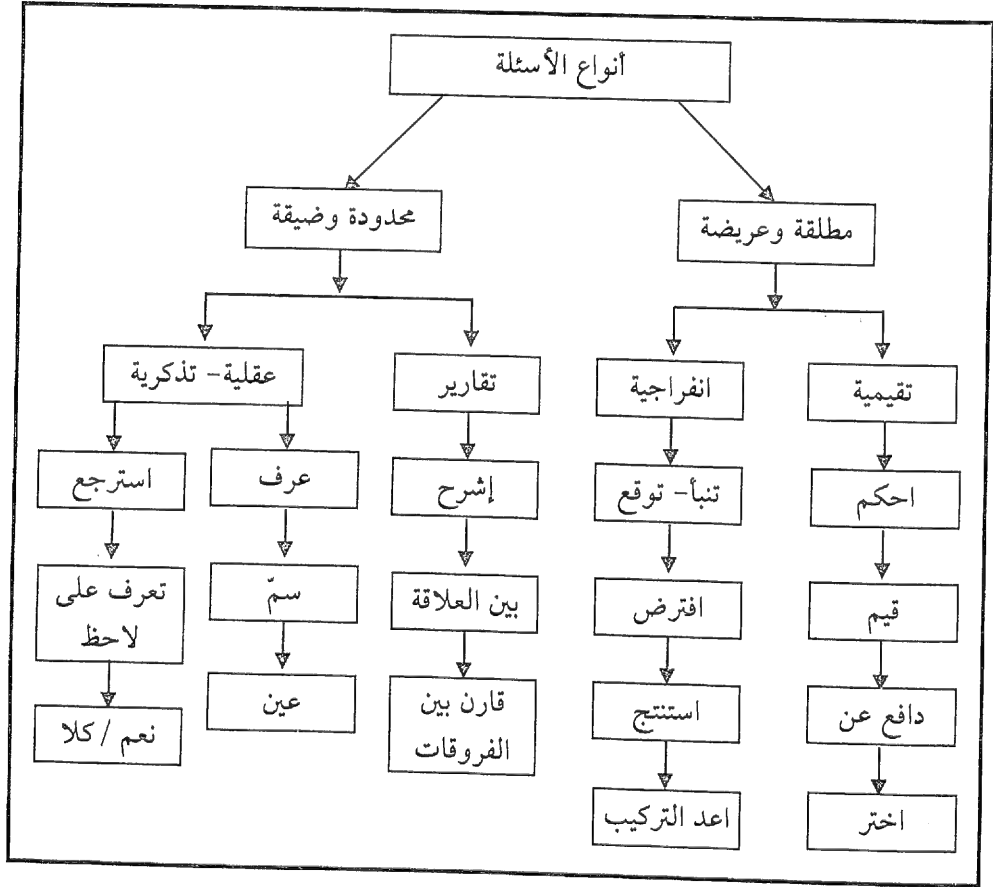 أنواع الأسئلة
مطلقة وعريضة
محدودة وضيقة
تقيمية
انفراجية
تقارير
عقلية - تذكرية
احكم
تنبأ - توقع
إشرح
عرف
استرجع
قيم
افترض
بين العلاقة
سمّ
تعرف على
لاحظ
دافع عن
استنتج
قارن بين
الفروقات
عين
نعم / كلا
اختر
اعد التركيب